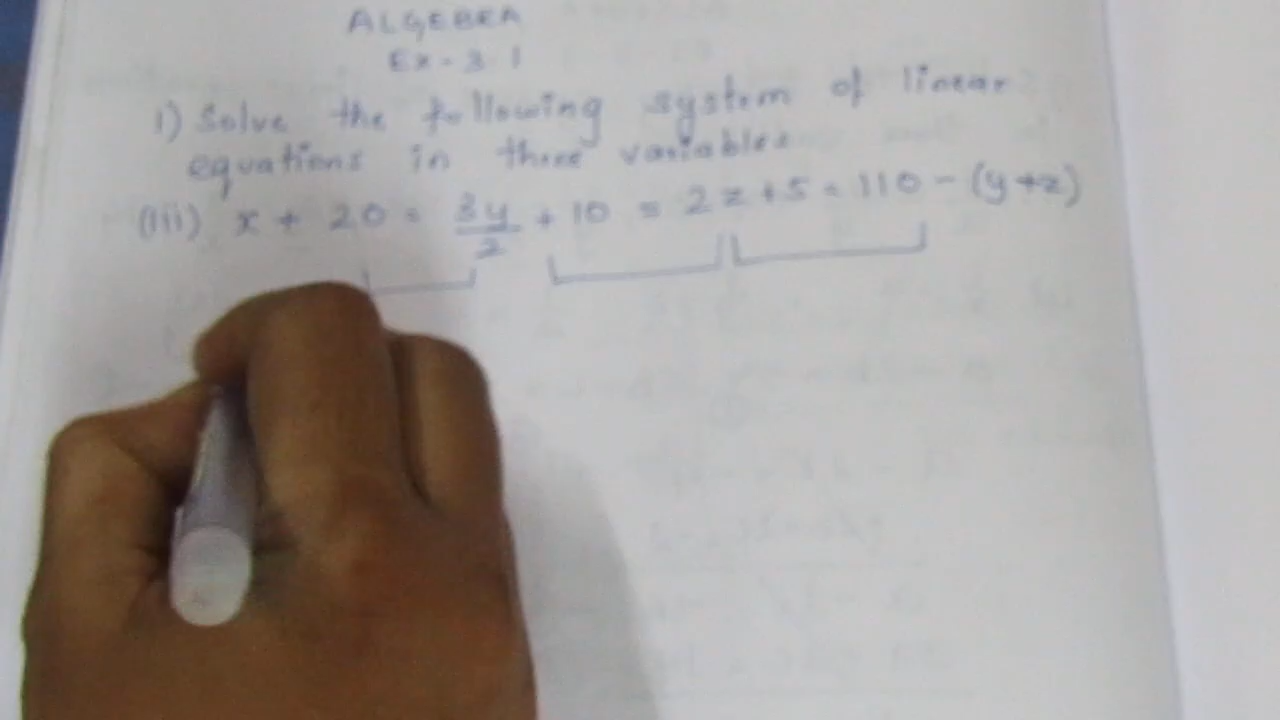 ALGEBRA
Ex - 3.1
1) Solve the following system of linear
equations in three variables
(iii) x + 20 = 3y/2 + 10 = 2z + 5 = 110 - (y + z)